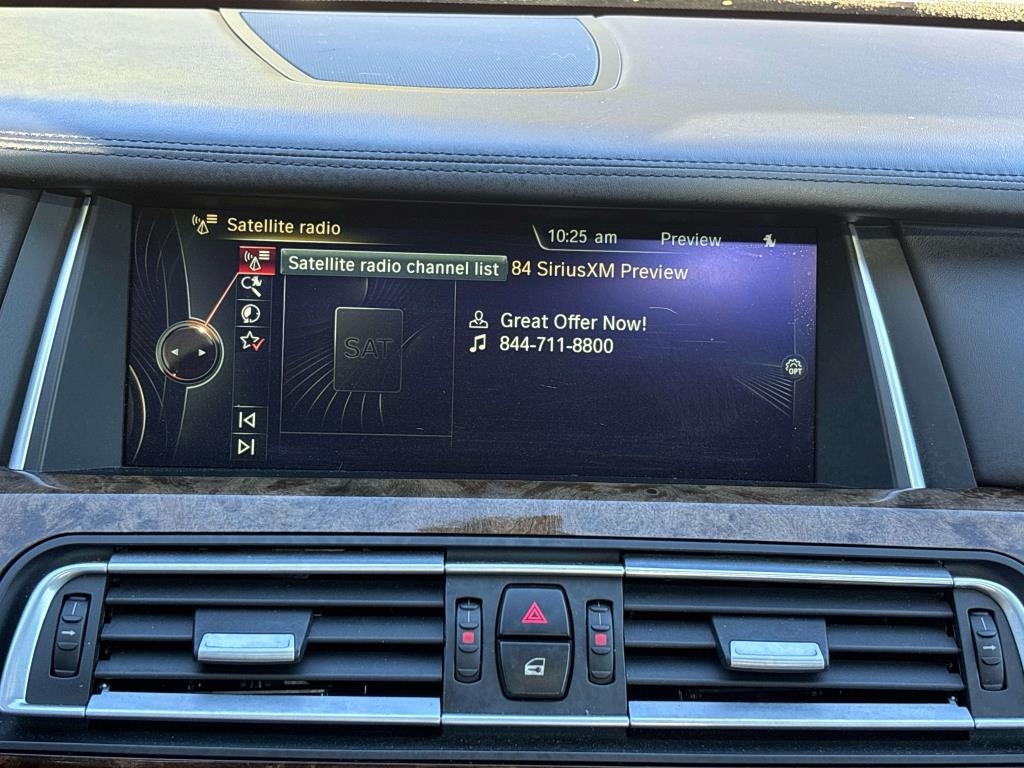 Satellite radio
10:25 am
Preview
Satellite radio channel list
84 SiriusXM Preview
SAT
Great Offer Now!
844-711-8800
OPT